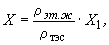 X = ρэт.ж / ρтэс · X₁,